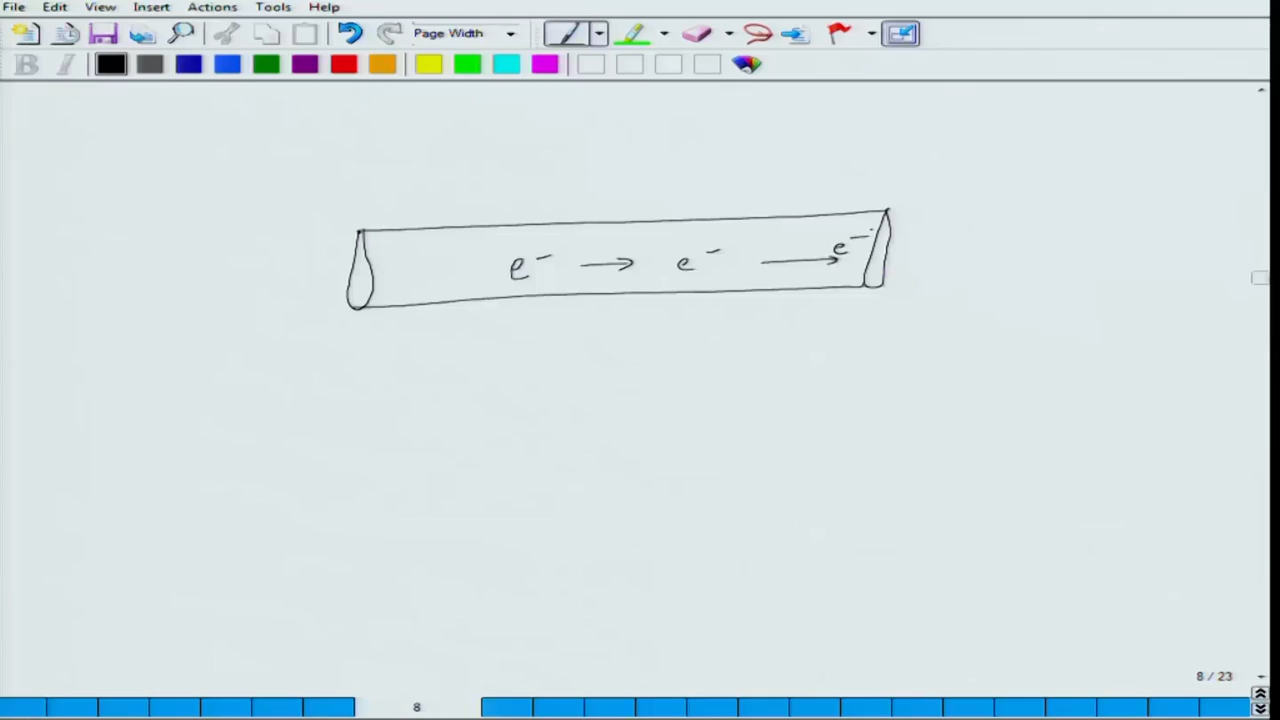 File Edit View Insert Actions Tools Help
Page Width
B I
e⁻ → e⁻ → e⁻
8 / 23
8